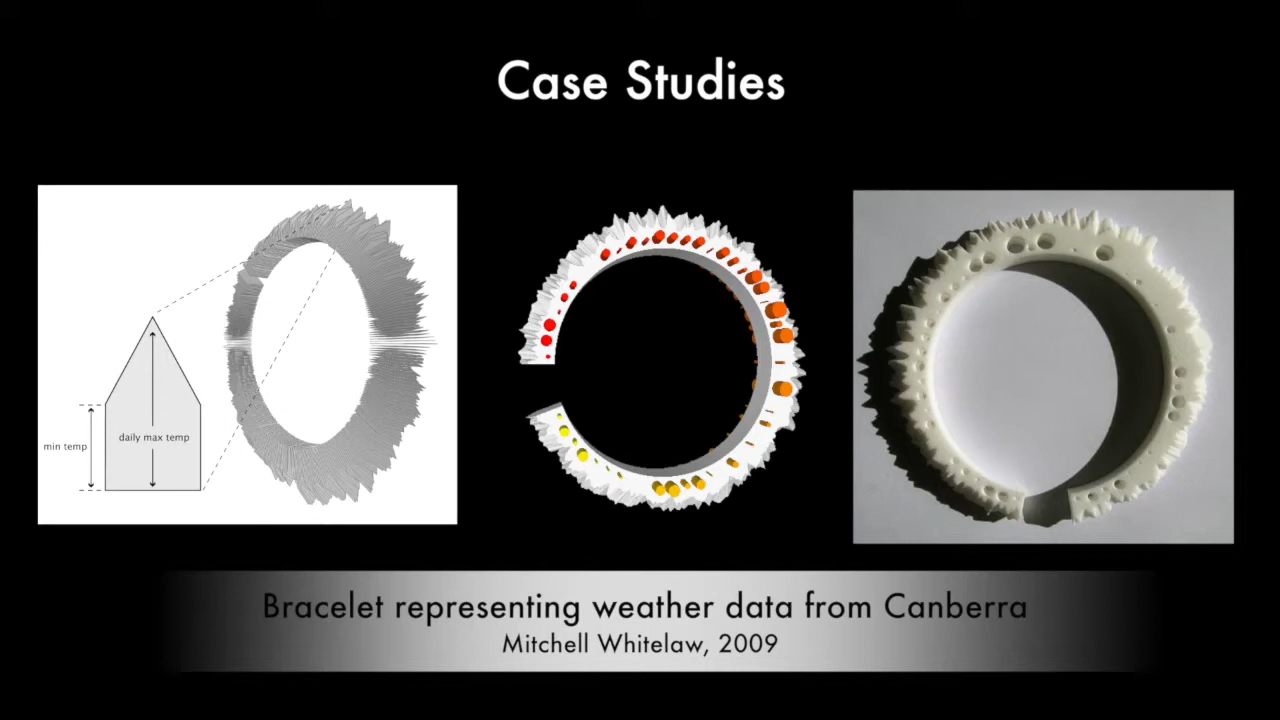 Case Studies
min temp
daily max temp
Bracelet representing weather data from Canberra
Mitchell Whitelaw, 2009